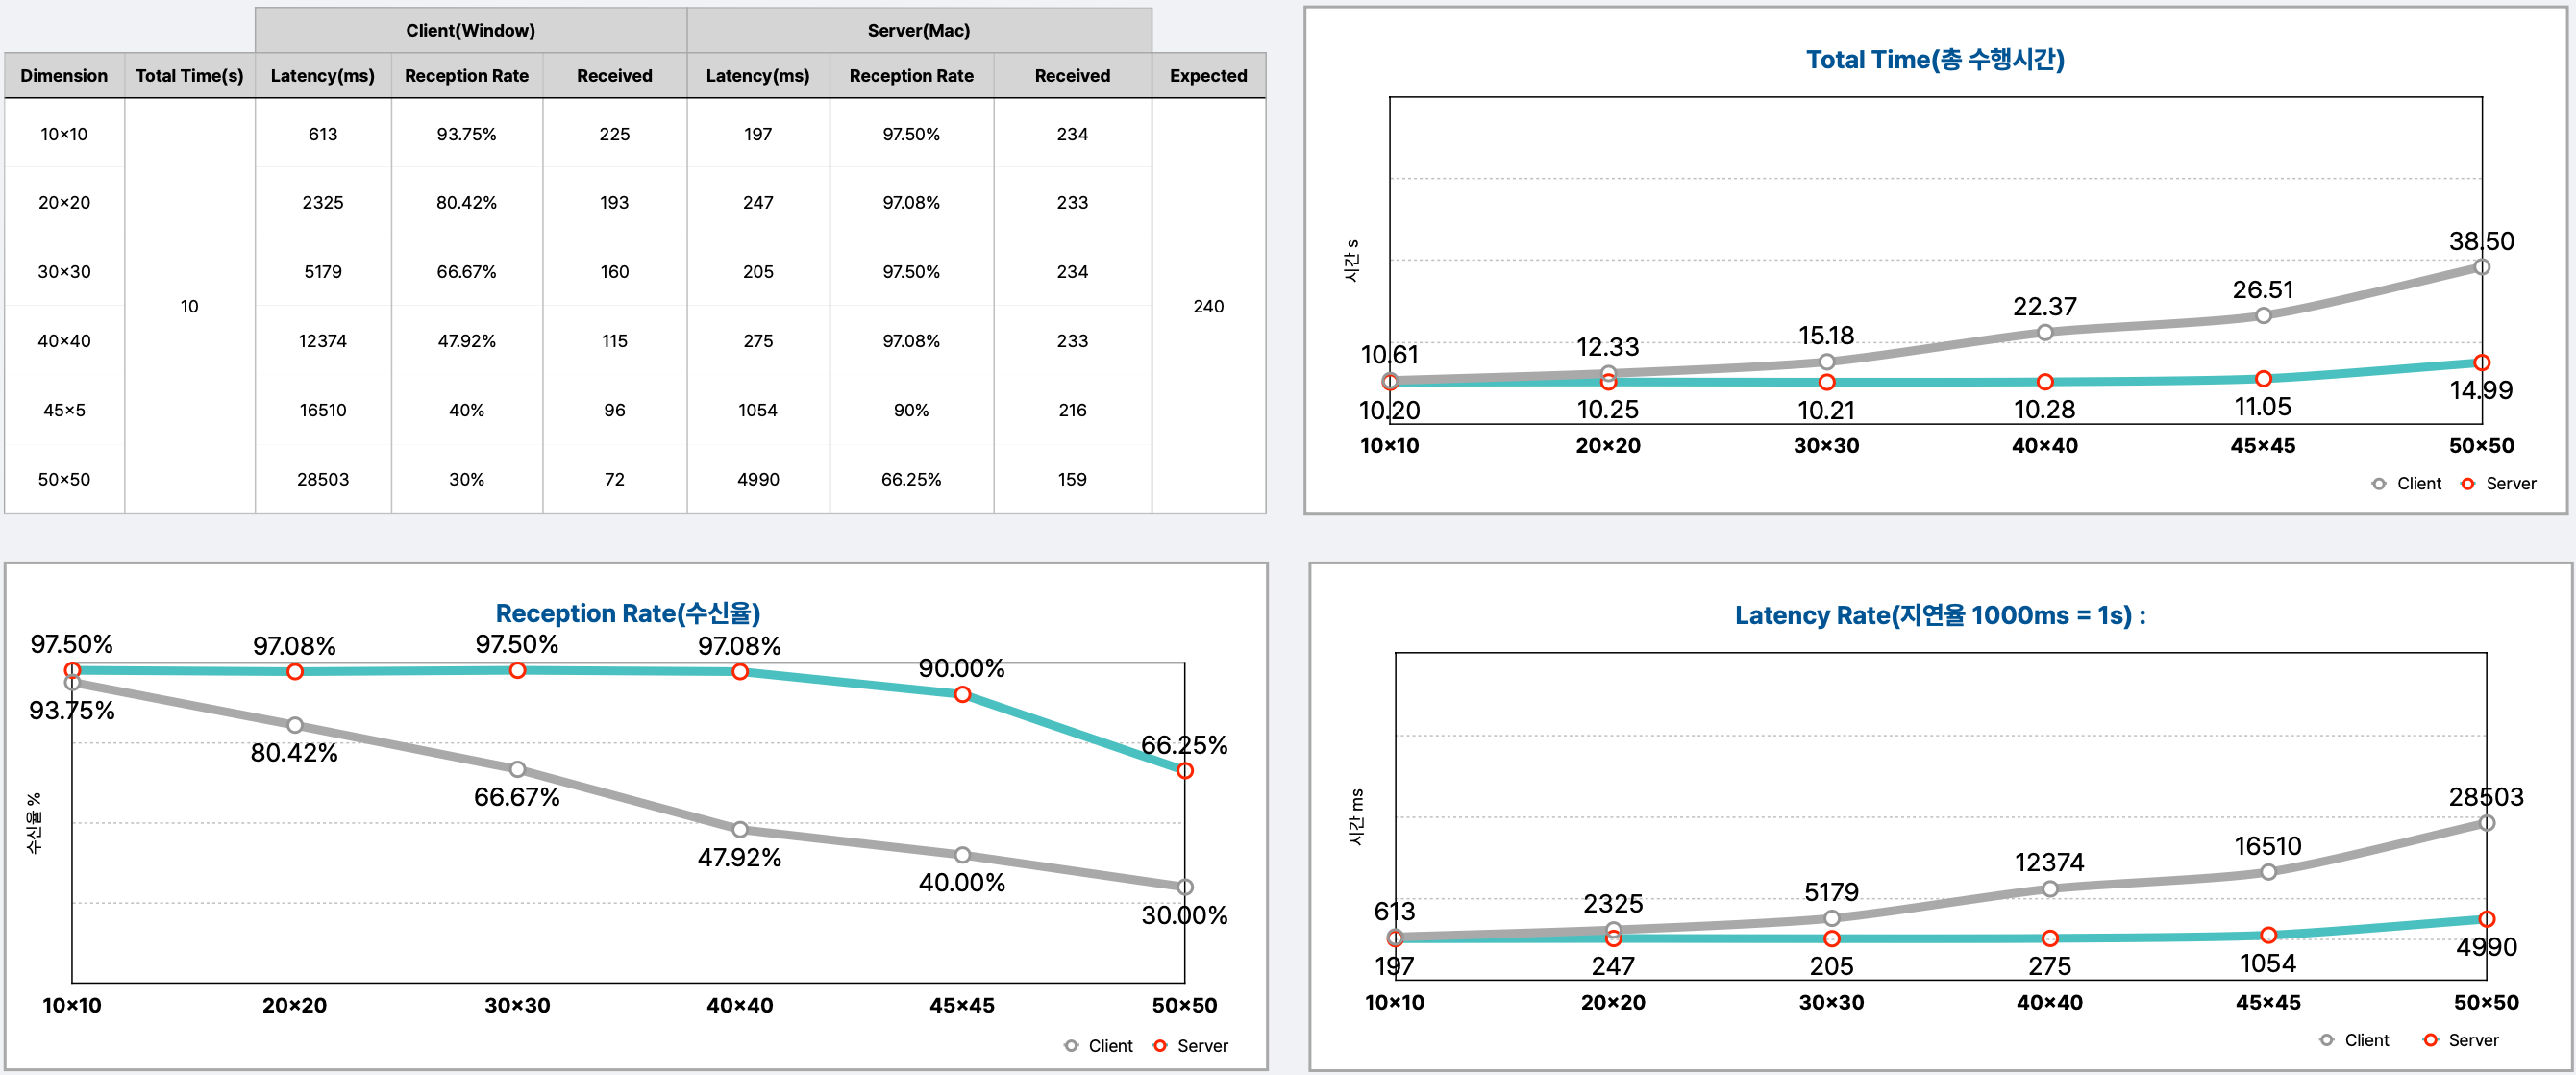 Client(Window) Server(Mac)
Dimension Total Time(s) Latency(ms) Reception Rate Received Latency(ms) Reception Rate Received Expected
10×10 613 93.75% 225 197 97.50% 234
20×20 2325 80.42% 193 247 97.08% 233
30×30 5179 66.67% 160 205 97.50% 234
10 240
40×40 12374 47.92% 115 275 97.08% 233
45×5 16510 40% 96 1054 90% 216
50×50 28503 30% 72 4990 66.25% 159
Total Time(총 수행시간)
시간 s
38.50
26.51
22.37
15.18
12.33
10.61
10.20 10.25 10.21 10.28 11.05 14.99
10×10 20×20 30×30 40×40 45×45 50×50
Client Server
Reception Rate(수신율)
97.50% 97.08% 97.50% 97.08%
90.00%
66.25%
93.75%
80.42%
66.67%
47.92%
40.00%
30.00%
수신율 %
10×10 20×20 30×30 40×40 45×45 50×50
Client Server
Latency Rate(지연율 1000ms = 1s) :
시간 ms
28503
16510
12374
5179
2325
613
197 247 205 275 1054 4990
10×10 20×20 30×30 40×40 45×45 50×50
Client Server